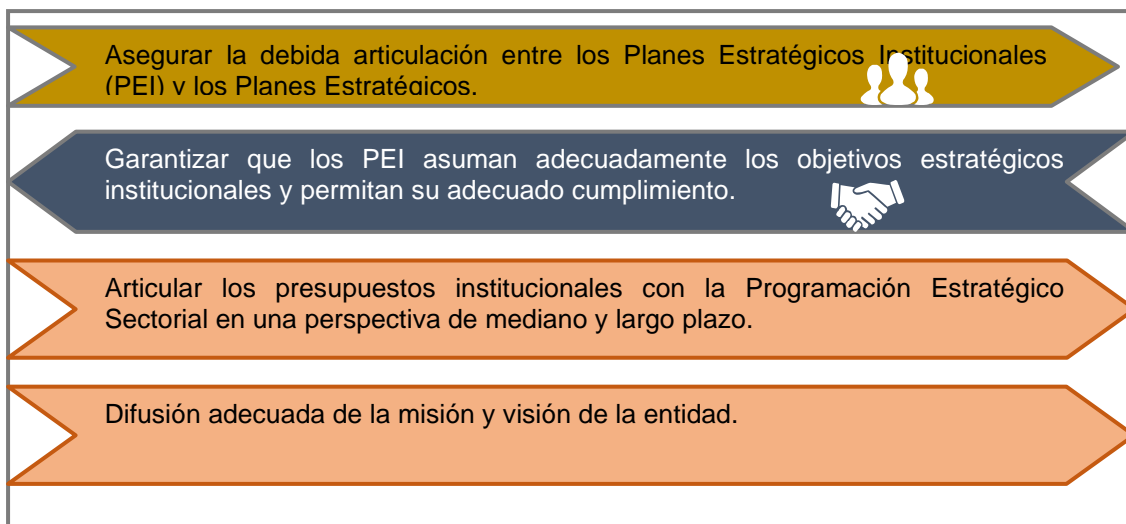 Asegurar la debida articulación entre los Planes Estratégicos Institucionales
(PEI) y los Planes Estratégicos.
Garantizar que los PEI asuman adecuadamente los objetivos estratégicos
institucionales y permitan su adecuado cumplimiento.
Articular los presupuestos institucionales con la Programación Estratégico
Sectorial en una perspectiva de mediano y largo plazo.
Difusión adecuada de la misión y visión de la entidad.